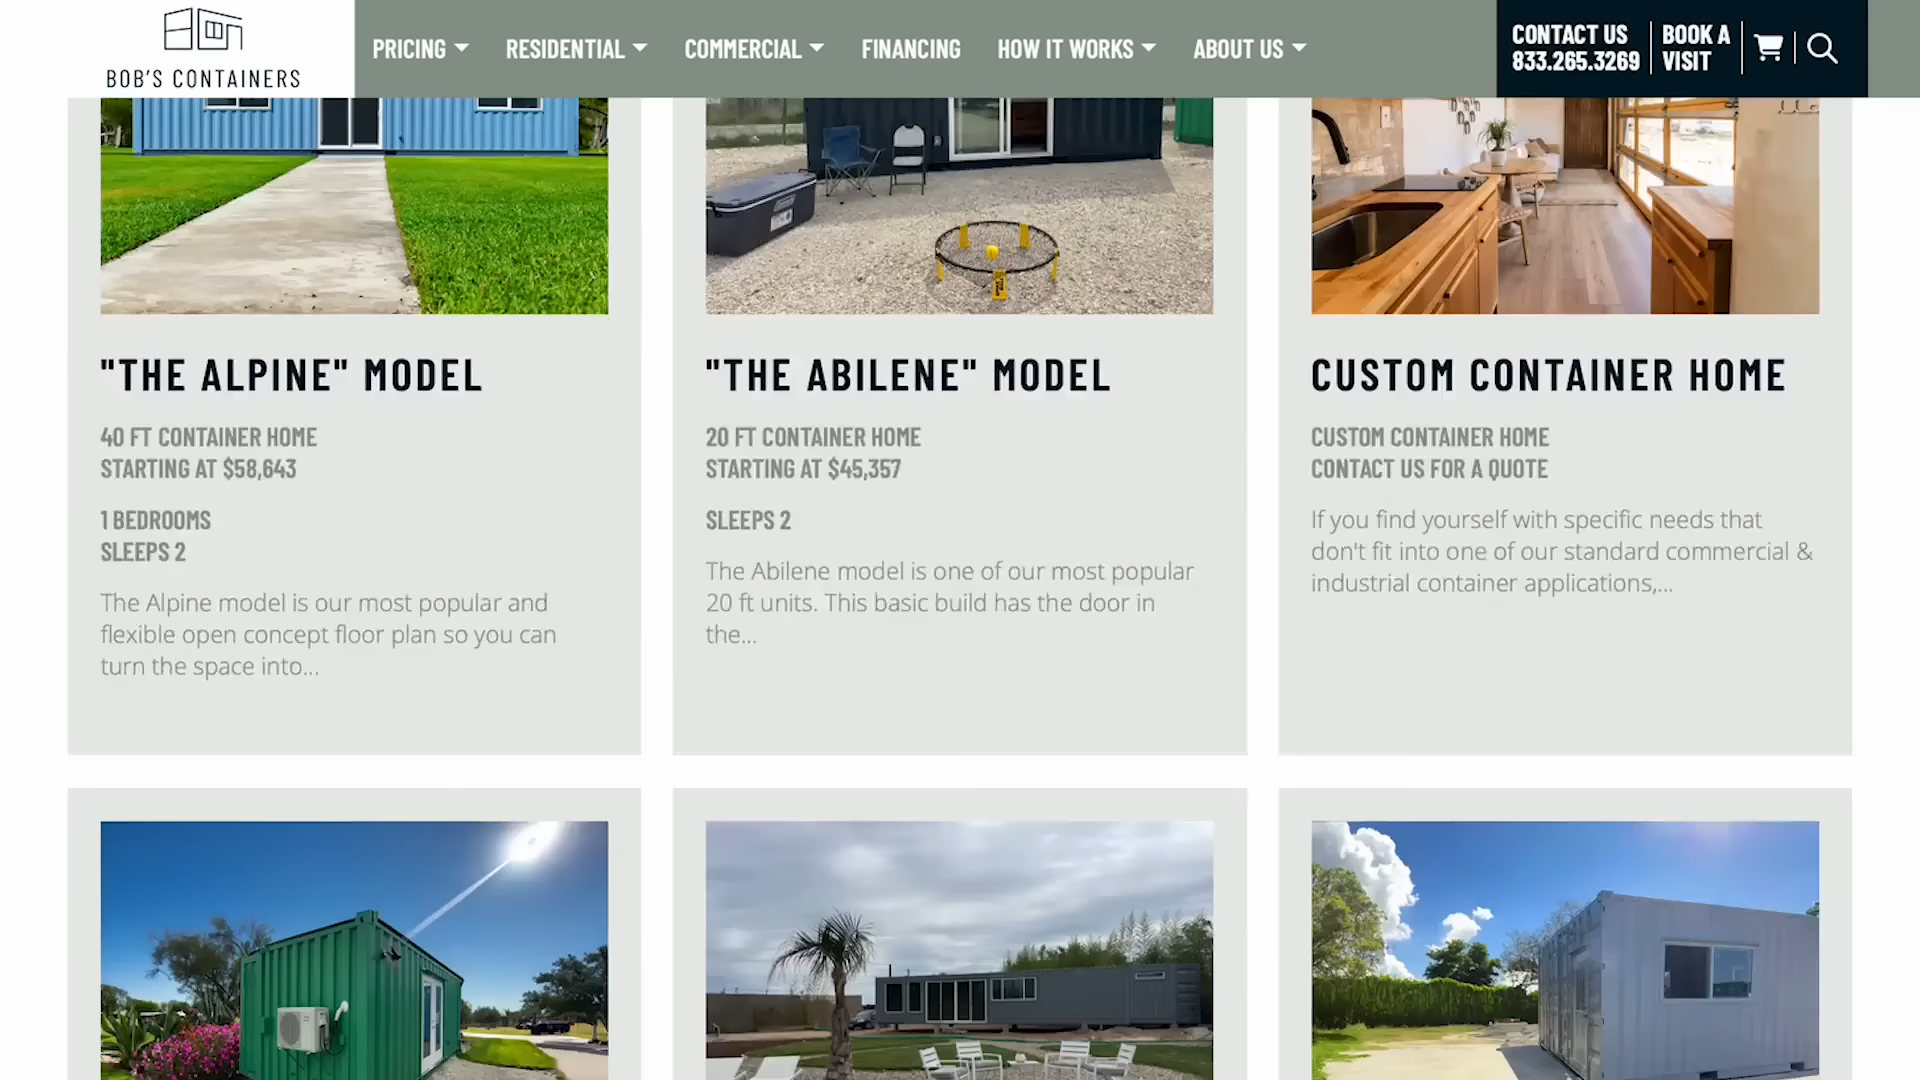 BOB'S CONTAINERS
PRICING
RESIDENTIAL
COMMERCIAL
FINANCING
HOW IT WORKS
ABOUT US
CONTACT US
833.265.3269
BOOK A
VISIT
"THE ALPINE" MODEL
40 FT CONTAINER HOME
STARTING AT $58,643
1 BEDROOMS
SLEEPS 2
The Alpine model is our most popular and
flexible open concept floor plan so you can
turn the space into...
"THE ABILENE" MODEL
20 FT CONTAINER HOME
STARTING AT $45,357
SLEEPS 2
The Abilene model is one of our most popular
20 ft units. This basic build has the door in
the...
CUSTOM CONTAINER HOME
CUSTOM CONTAINER HOME
CONTACT US FOR A QUOTE
If you find yourself with specific needs that
don't fit into one of our standard commercial &
industrial container applications,...